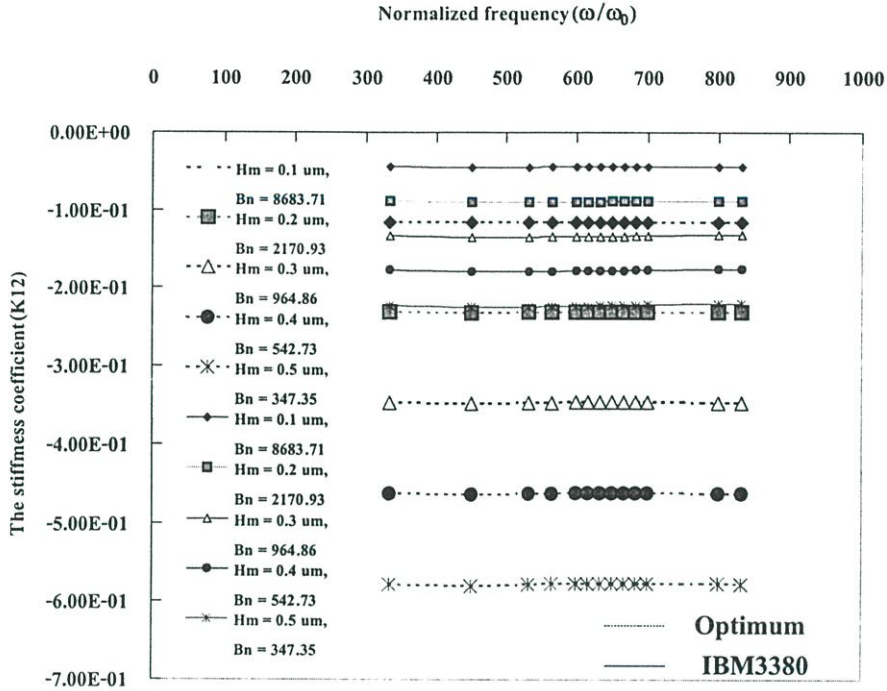 Normalized frequency (ω/ω0)
0 100 200 300 400 500 600 700 800 900 1000
The stiffness coefficient (K12)
0.00E+00
-1.00E-01
-2.00E-01
-3.00E-01
-4.00E-01
-5.00E-01
-6.00E-01
-7.00E-01
Hm = 0.1 um,
Bn = 8683.71
Hm = 0.2 um,
Bn = 2170.93
Hm = 0.3 um,
Bn = 964.86
Hm = 0.4 um,
Bn = 542.73
Hm = 0.5 um,
Bn = 347.35
Hm = 0.1 um,
Bn = 8683.71
Hm = 0.2 um,
Bn = 2170.93
Hm = 0.3 um,
Bn = 964.86
Hm = 0.4 um,
Bn = 542.73
Hm = 0.5 um,
Bn = 347.35
Optimum
IBM3380